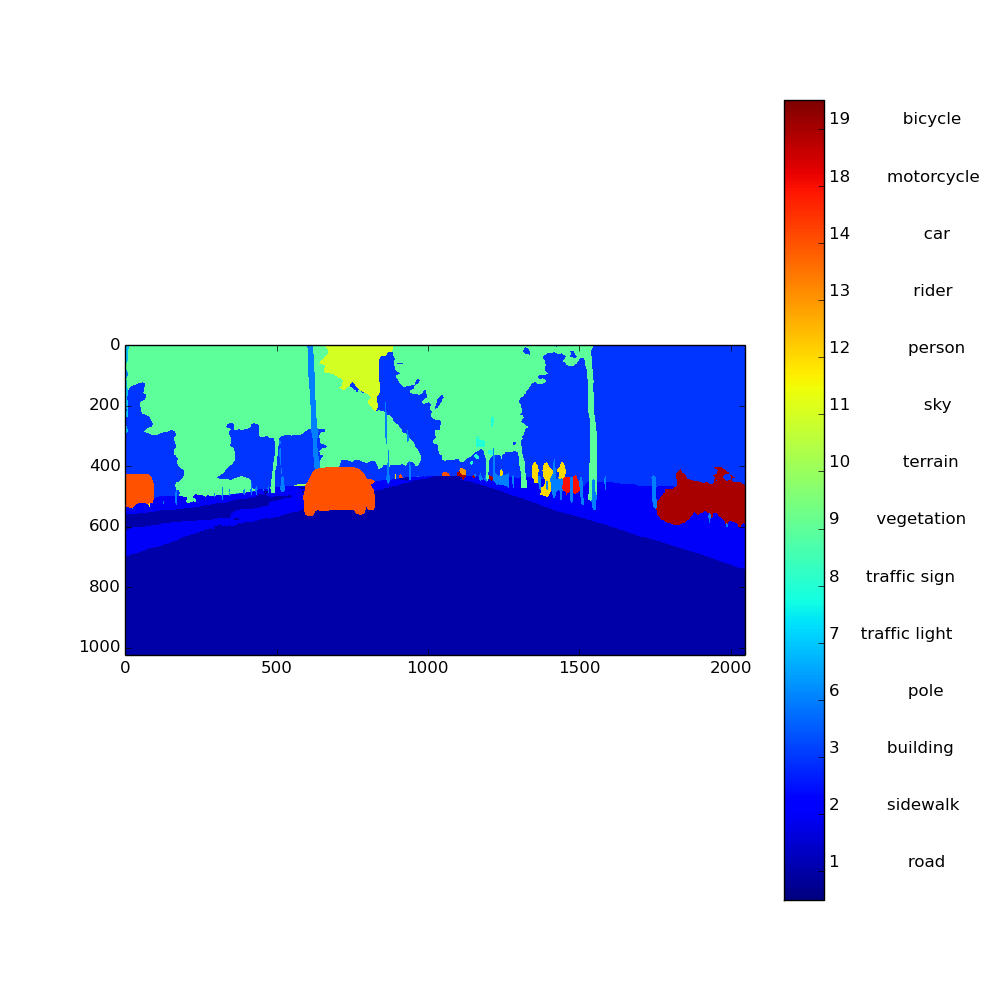 19 bicycle
18 motorcycle
14 car
13 rider
12 person
11 sky
10 terrain
9 vegetation
8 traffic sign
7 traffic light
6 pole
3 building
2 sidewalk
1 road
0
200
400
600
800
1000
0 500 1000 1500 2000